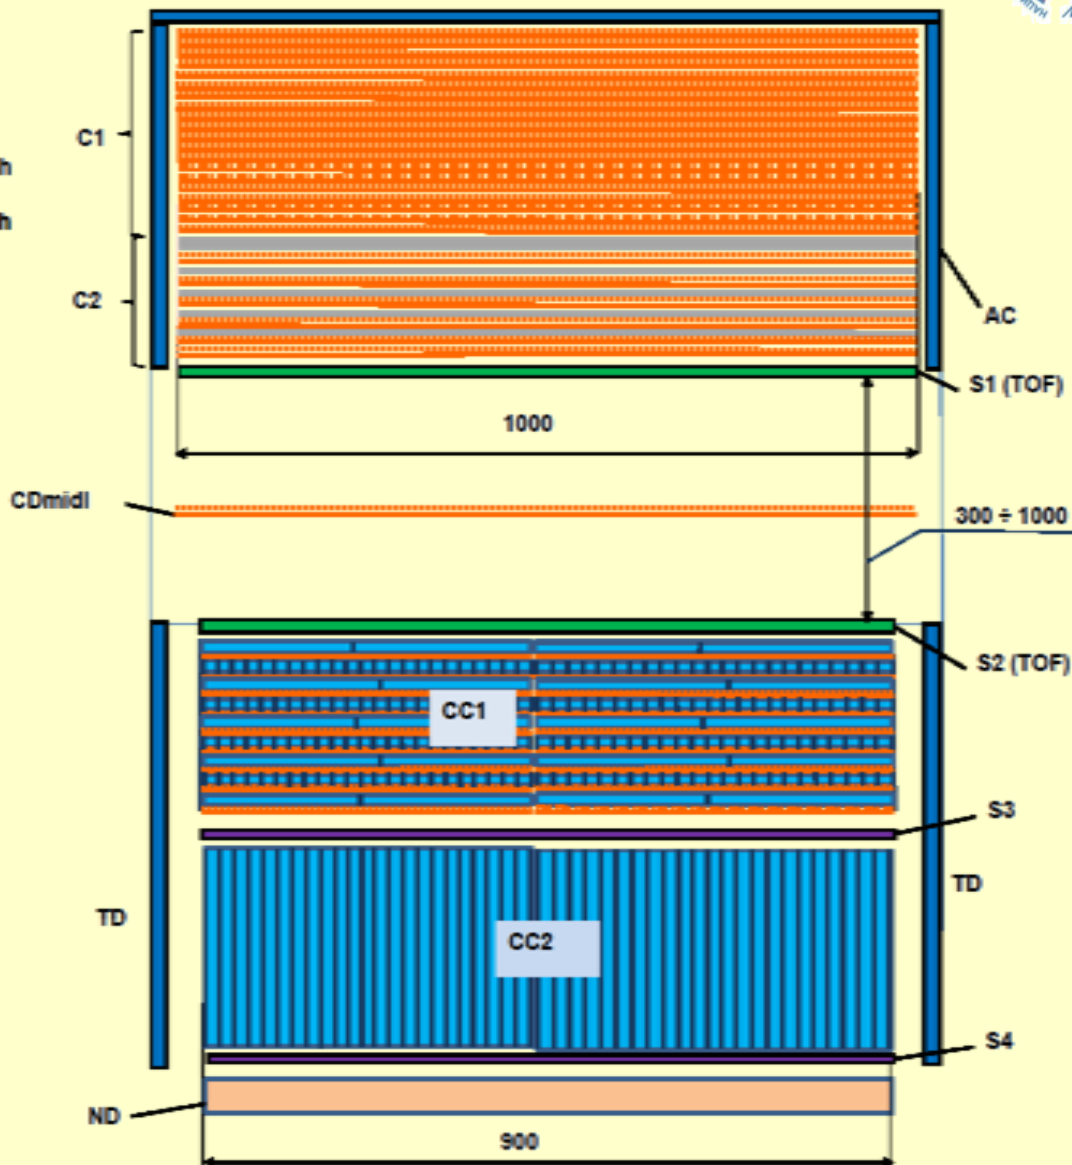 C1
h
h
C2
AC
S1 (TOF)
1000
CDmidl
300 ÷ 1000
S2 (TOF)
CC1
S3
TD
TD
CC2
S4
ND
900